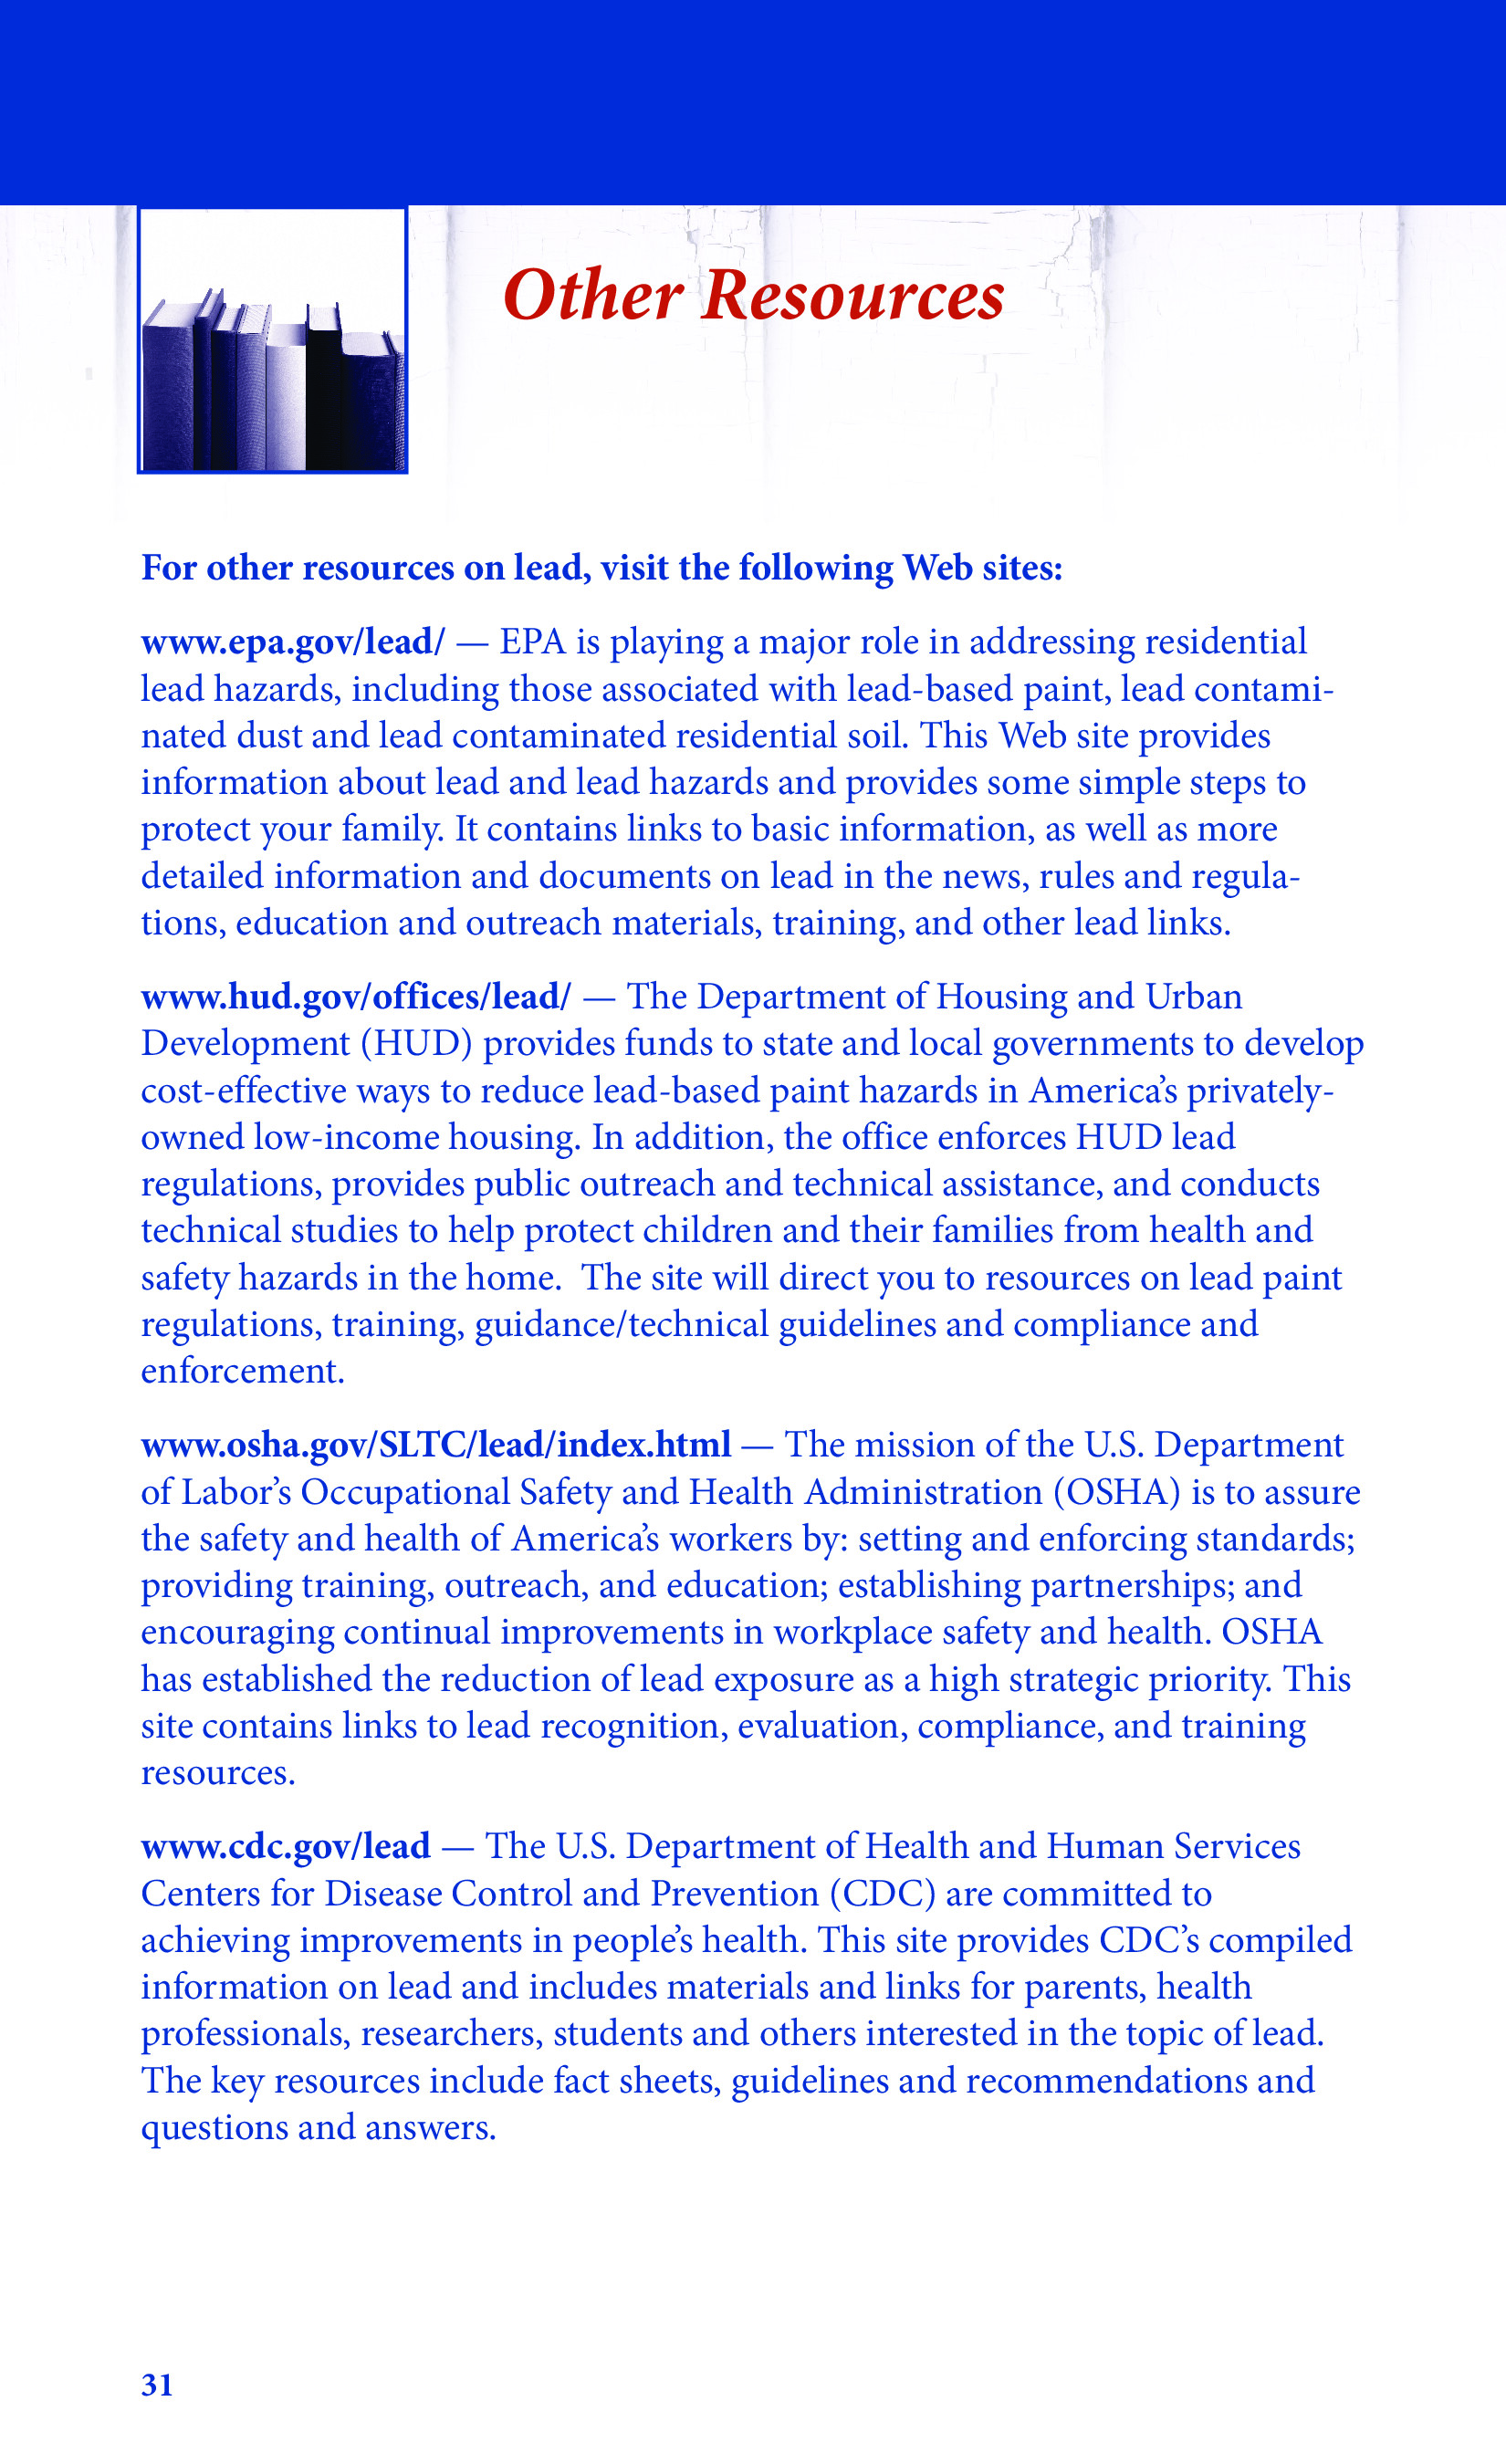 Other Resources
For other resources on lead, visit the following Web sites:
www.epa.gov/lead/ — EPA is playing a major role in addressing residential
lead hazards, including those associated with lead-based paint, lead contami-
nated dust and lead contaminated residential soil. This Web site provides
information about lead and lead hazards and provides some simple steps to
protect your family. It contains links to basic information, as well as more
detailed information and documents on lead in the news, rules and regula-
tions, education and outreach materials, training, and other lead links.
www.hud.gov/offices/lead/ — The Department of Housing and Urban
Development (HUD) provides funds to state and local governments to develop
cost-effective ways to reduce lead-based paint hazards in America’s privately-
owned low-income housing. In addition, the office enforces HUD lead
regulations, provides public outreach and technical assistance, and conducts
technical studies to help protect children and their families from health and
safety hazards in the home.  The site will direct you to resources on lead paint
regulations, training, guidance/technical guidelines and compliance and
enforcement.
www.osha.gov/SLTC/lead/index.html — The mission of the U.S. Department
of Labor’s Occupational Safety and Health Administration (OSHA) is to assure
the safety and health of America’s workers by: setting and enforcing standards;
providing training, outreach, and education; establishing partnerships; and
encouraging continual improvements in workplace safety and health. OSHA
has established the reduction of lead exposure as a high strategic priority. This
site contains links to lead recognition, evaluation, compliance, and training
resources.
www.cdc.gov/lead — The U.S. Department of Health and Human Services
Centers for Disease Control and Prevention (CDC) are committed to
achieving improvements in people’s health. This site provides CDC’s compiled
information on lead and includes materials and links for parents, health
professionals, researchers, students and others interested in the topic of lead.
The key resources include fact sheets, guidelines and recommendations and
questions and answers.
31